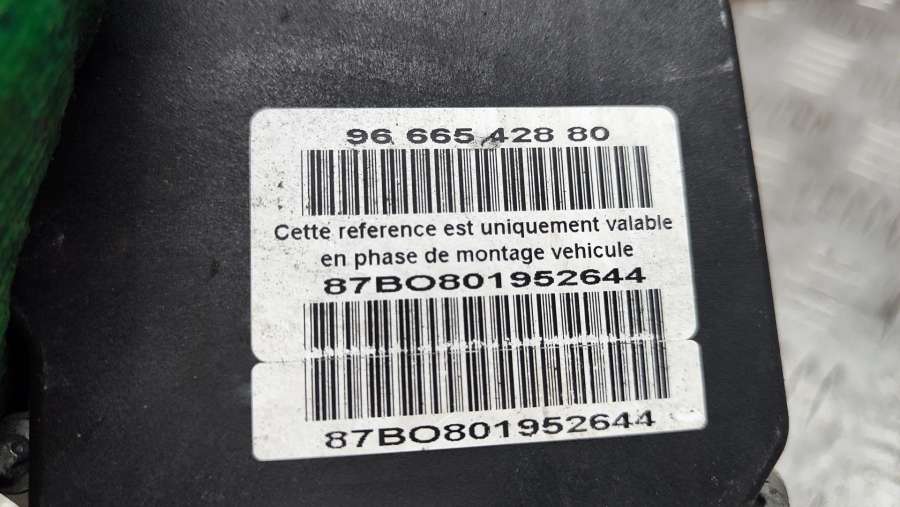 96 665 428 80
Cette reference est uniquement valable
en phase de montage vehicule
87BO801952644
87BO801952644